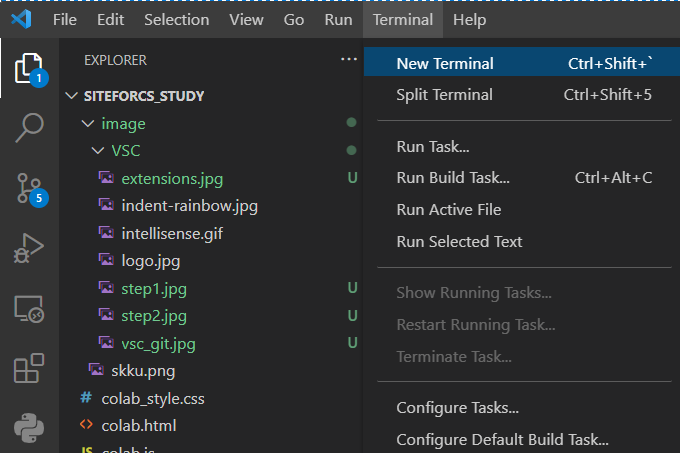 File Edit Selection View Go Run Terminal Help
EXPLORER ...
SITEFORCS_STUDY
image
VSC
extensions.jpg U
indent-rainbow.jpg
intellisense.gif
logo.jpg
step1.jpg U
step2.jpg U
vsc_git.jpg U
skku.png
# colab_style.css
<> colab.html
JS colab.js
1
5
New Terminal Ctrl+Shift+`
Split Terminal Ctrl+Shift+5
Run Task...
Run Build Task... Ctrl+Alt+C
Run Active File
Run Selected Text
Show Running Tasks...
Restart Running Task...
Terminate Task...
Configure Tasks...
Configure Default Build Task...